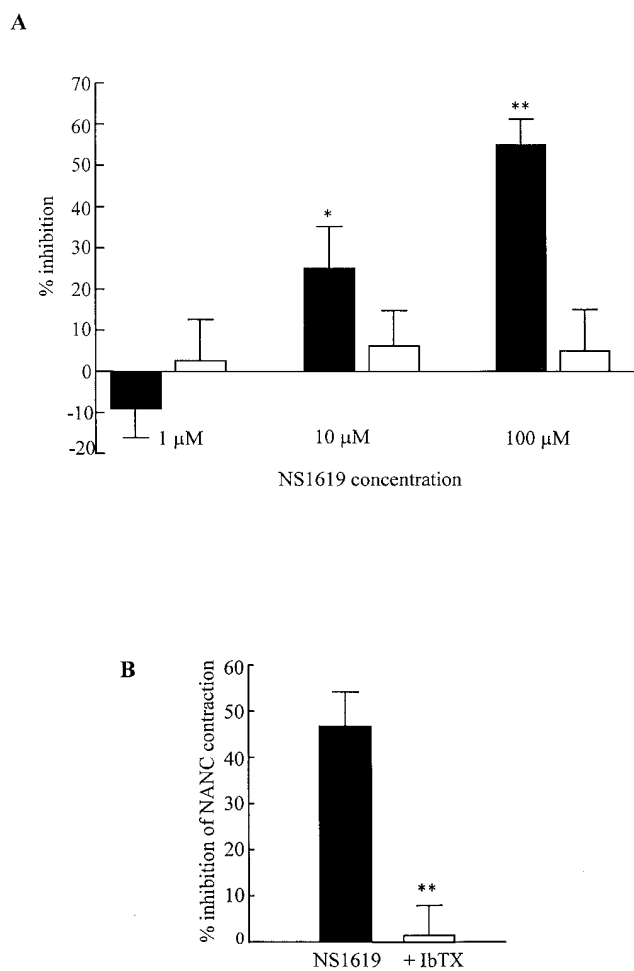 A
% inhibition
70
60
50
40
30
20
10
0
-10
-20
*
**
1 μM
10 μM
100 μM
NS1619 concentration
B
% inhibition of NANC contraction
60
50
40
30
20
10
0
**
NS1619
+ IbTX